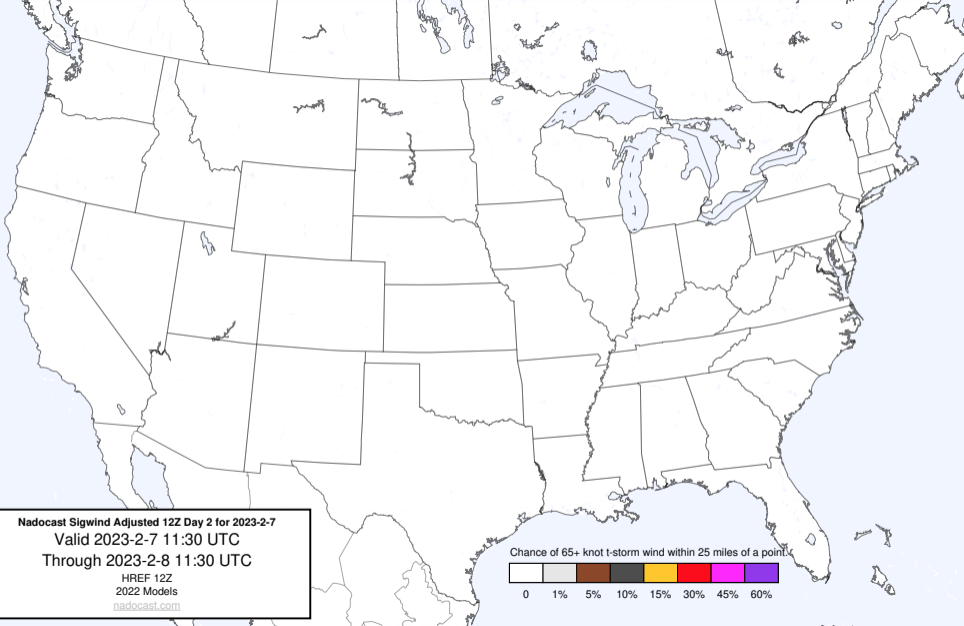 Nadocast Sigwind Adjusted 12Z Day 2 for 2023-2-7
Valid 2023-2-7 11:30 UTC
Through 2023-2-8 11:30 UTC
HREF 12Z
2022 Models
nadocast.com
Chance of 65+ knot t-storm wind within 25 miles of a point.
0 1% 5% 10% 15% 30% 45% 60%